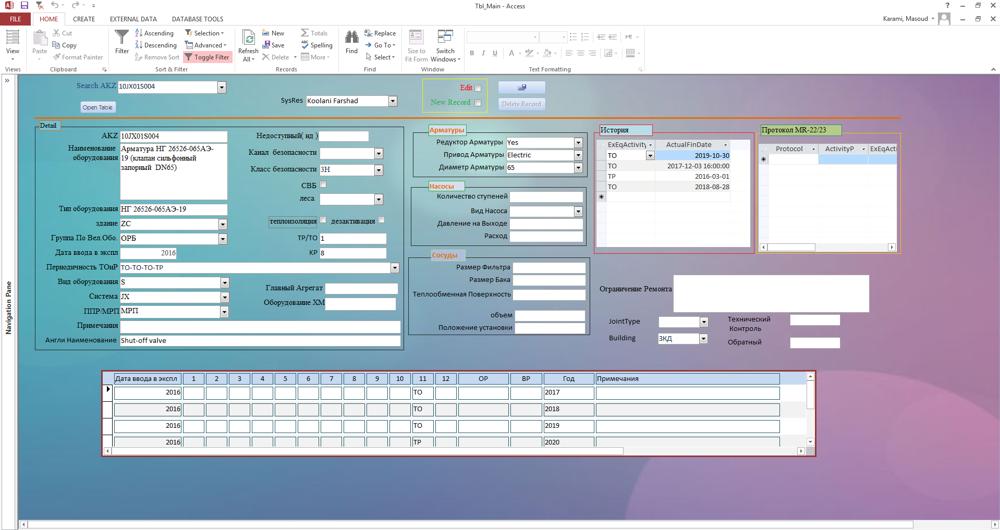 Tbl_Main - Access
FILE HOME CREATE EXTERNAL DATA DATABASE TOOLS
Karami, Masoud
View
Views
Paste
Cut
Copy
Format Painter
Clipboard
Filter
Ascending
Descending
Remove Sort
Selection
Advanced
Toggle Filter
Sort & Filter
Refresh
All
New
Save
Delete
Totals
Spelling
More
Records
Find
Replace
Go To
Select
Find
Size to
Fit Form
Switch
Windows
Window
B I U A
Text Formatting
Navigation Pane
Search AKZ 10JX01S004
Open Table
SysRes Koolani Farshad
Edit
New Record
Delete Record
Detail
AKZ 10JX01S004
Наименование
оборудования
Арматура НГ 26526-065АЭ-
19 (клапан сильфонный
запорный DN65)
Тип оборудования НГ 26526-065АЭ-19
здание ZC
Группа По Вел.Обо. ОРБ
Дата ввода в экспл 2016
Периодичность ТОиР ТО-ТО-ТО-ТР
Вид оборудования S
Система JX
ППР/МРП МРП
Примечания
Англи Наименование Shut-off valve
Недоступный( нд )
Канал безопасности
Класс безопасности 3Н
СВБ
леса
теплоизоляция дезактивация
ТР/ТО 1
КР 8
Главный Агрегат
Оборудование ХМ
Арматуры
Редуктор Арматуры Yes
Привод Арматуры Electric
Диаметр Арматуры 65
Насосы
Количество ступеней
Вид Насоса
Давление на Выходе
Расход
Сосуды
Размер Фильтра
Размер Бака
Теплообменная Поверхность
объем
Положение установки
История
ExEqActivity ActualFinDate
ТО 2019-10-30
ТО 2017-12-03 16:00:00
ТР 2016-03-01
ТО 2018-08-28
Протокол MR-22/23
Protocol ActivityP ExEqActi
Ограничение Ремонта
JointType
Building ЗКД
Технический
Контроль
Обратный
Дата ввода в экспл 1 2 3 4 5 6 7 8 9 10 11 12 ОР ВР Год Примечания
2016 ТО 2017
2016 ТО 2018
2016 ТО 2019
2016 ТР 2020